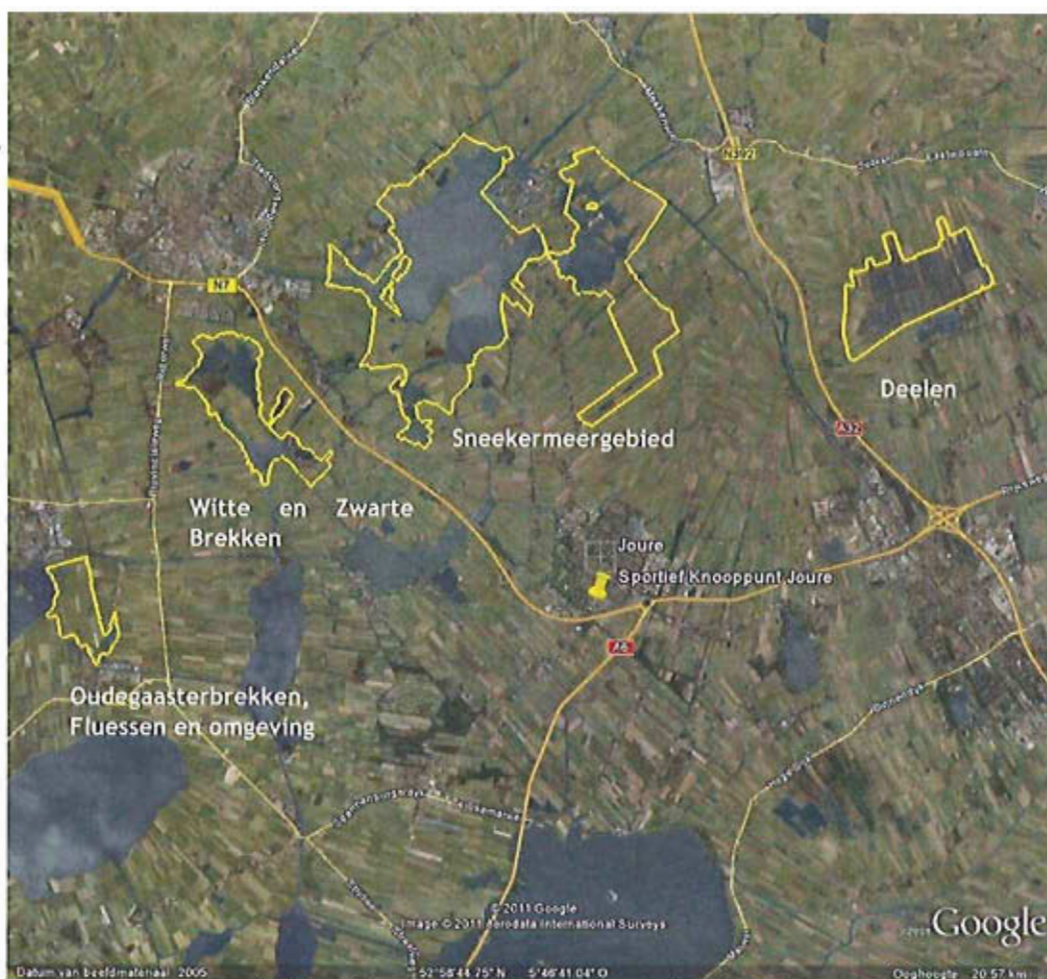 N7
N392
A32
Deelen
Sneekermeergebied
Witte en Zwarte
Brekken
Joure
Sportief Knooppunt Joure
A6
Oudegaasterbrekken,
Fluessen en omgeving
© 2011 Google
Image © 2011 Aerodata International Surveys
Google
Datum van beeldmateriaal 2005
52°58'44.75" N 5°46'41.04" O
Ooghoogte 20.57 km